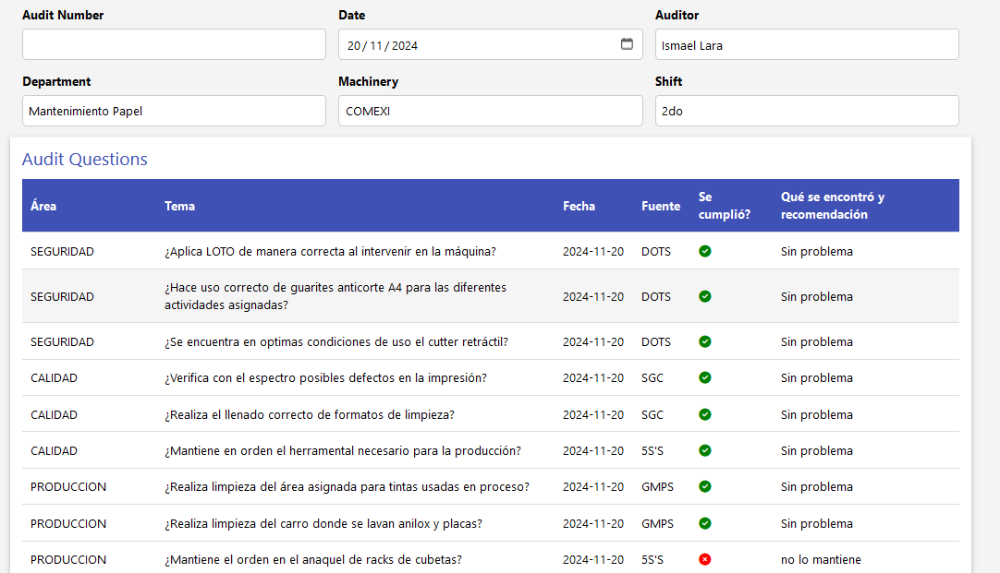 Audit Number Date Auditor
20/11/2024 Ismael Lara
Department Machinery Shift
Mantenimiento Papel COMEXI 2do
Audit Questions
Área Tema Fecha Fuente Se cumplió? Qué se encontró y recomendación
SEGURIDAD ¿Aplica LOTO de manera correcta al intervenir en la máquina? 2024-11-20 DOTS Sin problema
SEGURIDAD ¿Hace uso correcto de guarites anticorte A4 para las diferentes actividades asignadas? 2024-11-20 DOTS Sin problema
SEGURIDAD ¿Se encuentra en optimas condiciones de uso el cutter retráctil? 2024-11-20 DOTS Sin problema
CALIDAD ¿Verifica con el espectro posibles defectos en la impresión? 2024-11-20 SGC Sin problema
CALIDAD ¿Realiza el llenado correcto de formatos de limpieza? 2024-11-20 SGC Sin problema
CALIDAD ¿Mantiene en orden el herramental necesario para la producción? 2024-11-20 5S'S Sin problema
PRODUCCION ¿Realiza limpieza del área asignada para tintas usadas en proceso? 2024-11-20 GMPS Sin problema
PRODUCCION ¿Realiza limpieza del carro donde se lavan anilox y placas? 2024-11-20 GMPS Sin problema
PRODUCCION ¿Mantiene el orden en el anaquel de racks de cubetas? 2024-11-20 5S'S no lo mantiene